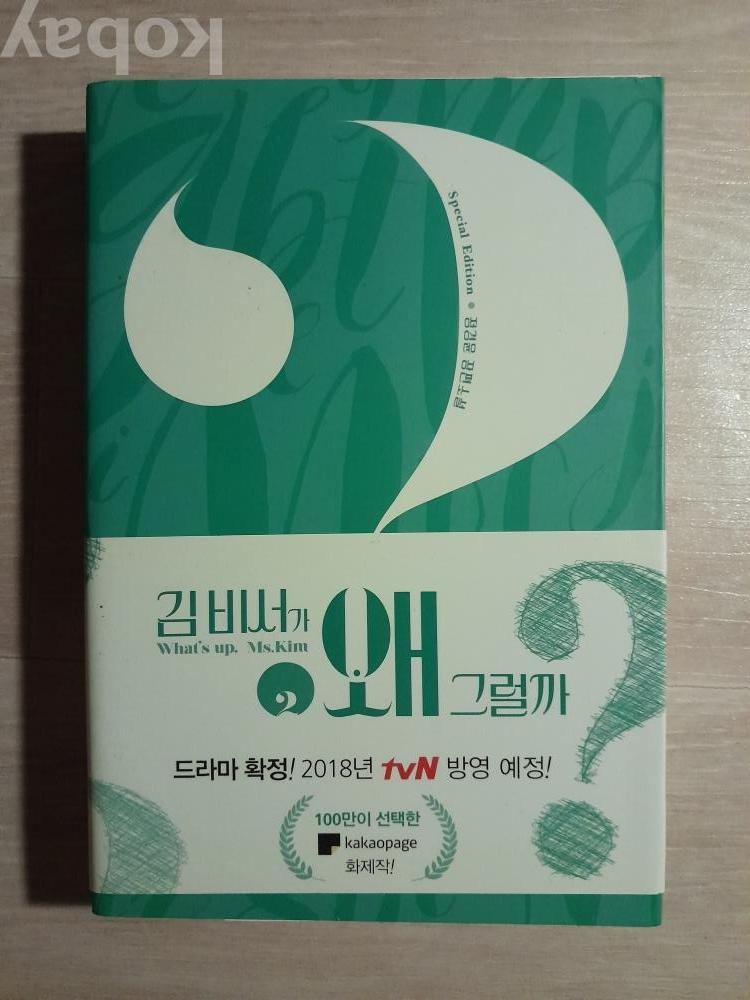 kobay
Special Edition • 정경윤 장편소설
김비서가
What's up, Ms.Kim
왜
2
그럴까
드라마 확정! 2018년 tvN 방영 예정!
100만이 선택한
kakaopage
화제작!